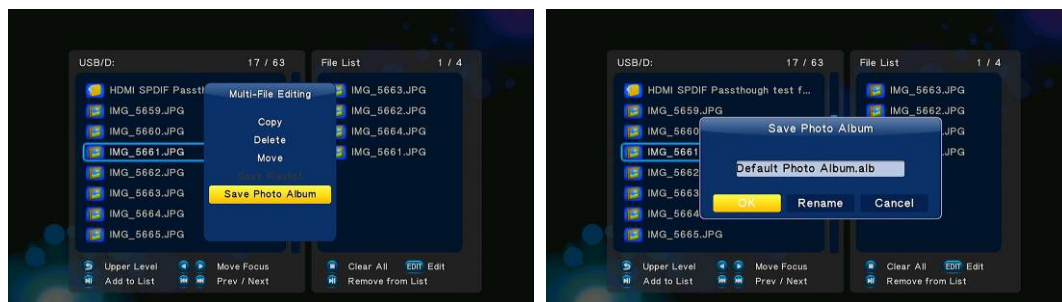 USB/D: 17 / 63 File List 1 / 4
HDMI SPDIF Passth IMG_5663.JPG
Multi-File Editing
IMG_5659.JPG IMG_5662.JPG
Copy
IMG_5660.JPG IMG_5664.JPG
Delete
IMG_5661.JPG IMG_5661.JPG
Move
IMG_5662.JPG
Save Playlist
IMG_5663.JPG
Save Photo Album
IMG_5664.JPG
IMG_5665.JPG
Upper Level Move Focus Clear All EDIT Edit
Add to List Prev / Next Remove from List
USB/D: 17 / 63 File List 1 / 4
HDMI SPDIF Passthough test f... IMG_5663.JPG
IMG_5659.JPG IMG_5662.JPG
IMG_5660 Save Photo Album .JPG
IMG_5661 .JPG
IMG_5662 Default Photo Album.alb
IMG_5663 OK Rename Cancel
IMG_5664
IMG_5665.JPG
Upper Level Move Focus Clear All EDIT Edit
Add to List Prev / Next Remove from List